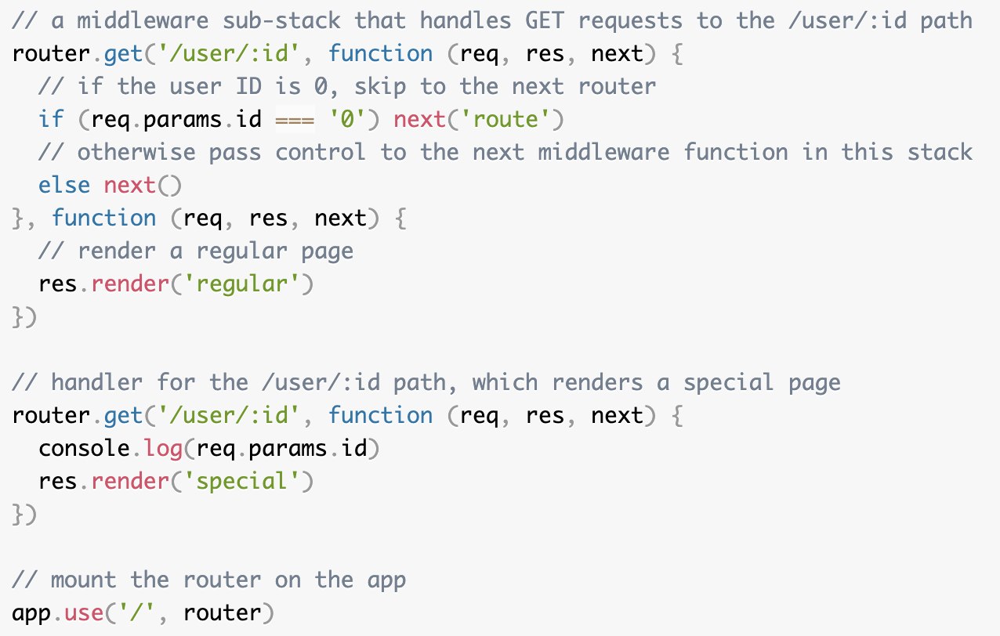 // a middleware sub-stack that handles GET requests to the /user/:id path
router.get('/user/:id', function (req, res, next) {
  // if the user ID is 0, skip to the next router
  if (req.params.id === '0') next('route')
  // otherwise pass control to the next middleware function in this stack
  else next()
}, function (req, res, next) {
  // render a regular page
  res.render('regular')
})

// handler for the /user/:id path, which renders a special page
router.get('/user/:id', function (req, res, next) {
  console.log(req.params.id)
  res.render('special')
})

// mount the router on the app
app.use('/', router)